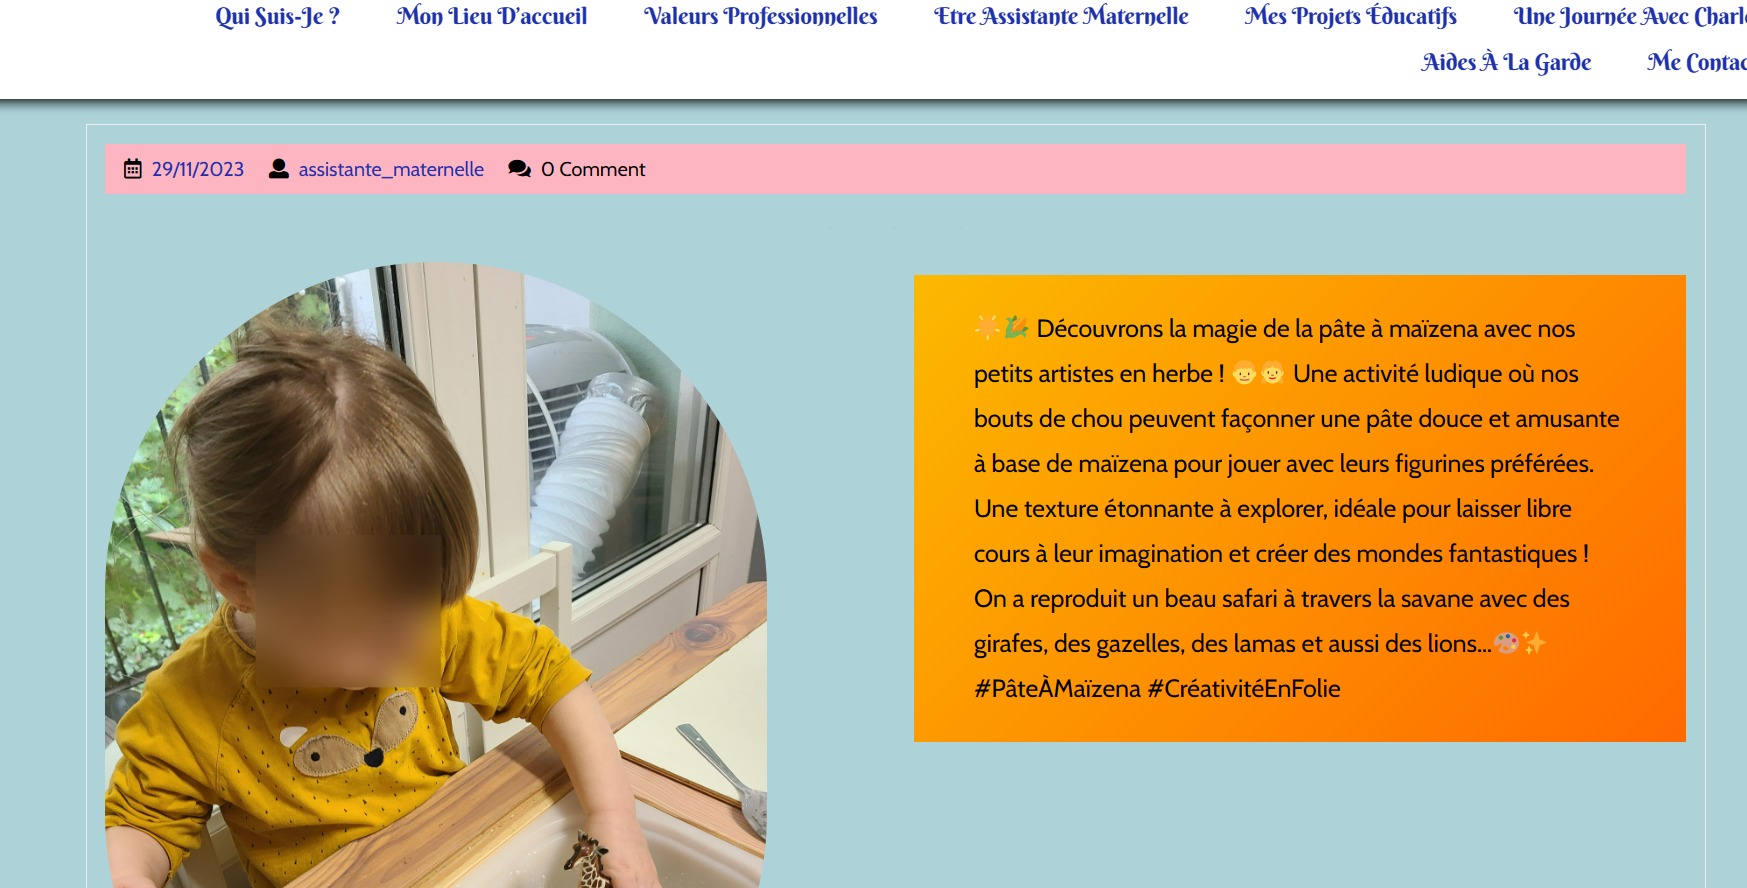 Qui Suis-Je ? Mon Lieu D'accueil Valeurs Professionnelles Etre Assistante Maternelle Mes Projets Éducatifs Une Journée Avec
Aides À La Garde Me
29/11/2023 assistante_maternelle 0 Comment
☀️🌽 Découvrons la magie de la pâte à maïzena avec nos
petits artistes en herbe ! 👦👧 Une activité ludique où nos
bouts de chou peuvent façonner une pâte douce et amusante
à base de maïzena pour jouer avec leurs figurines préférées.
Une texture étonnante à explorer, idéale pour laisser libre
cours à leur imagination et créer des mondes fantastiques !
On a reproduit un beau safari à travers la savane avec des
girafes, des gazelles, des lamas et aussi des lions...🎨✨
#PâteÀMaïzena #CréativitéEnFolie